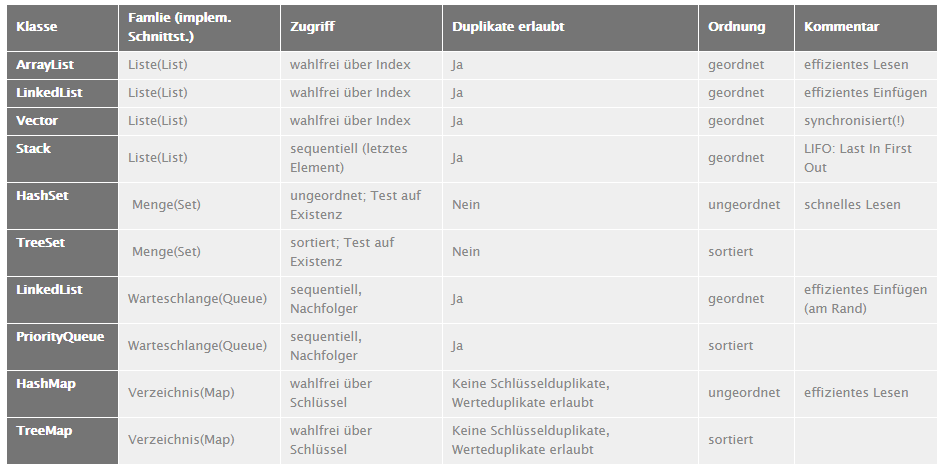 Klasse Famlie (implem. Schnittst.) Zugriff Duplikate erlaubt Ordnung Kommentar
ArrayList Liste(List) wahlfrei über Index Ja geordnet effizientes Lesen
LinkedList Liste(List) wahlfrei über Index Ja geordnet effizientes Einfügen
Vector Liste(List) wahlfrei über Index Ja geordnet synchronisiert(!)
Stack Liste(List) sequentiell (letztes Element) Ja geordnet LIFO: Last In First Out
HashSet Menge(Set) ungeordnet; Test auf Existenz Nein ungeordnet schnelles Lesen
TreeSet Menge(Set) sortiert; Test auf Existenz Nein sortiert
LinkedList Warteschlange(Queue) sequentiell, Nachfolger Ja geordnet effizientes Einfügen (am Rand)
PriorityQueue Warteschlange(Queue) sequentiell, Nachfolger Ja sortiert
HashMap Verzeichnis(Map) wahlfrei über Schlüssel Keine Schlüsselduplikate, Werteduplikate erlaubt ungeordnet effizientes Lesen
TreeMap Verzeichnis(Map) wahlfrei über Schlüssel Keine Schlüsselduplikate, Werteduplikate erlaubt sortiert